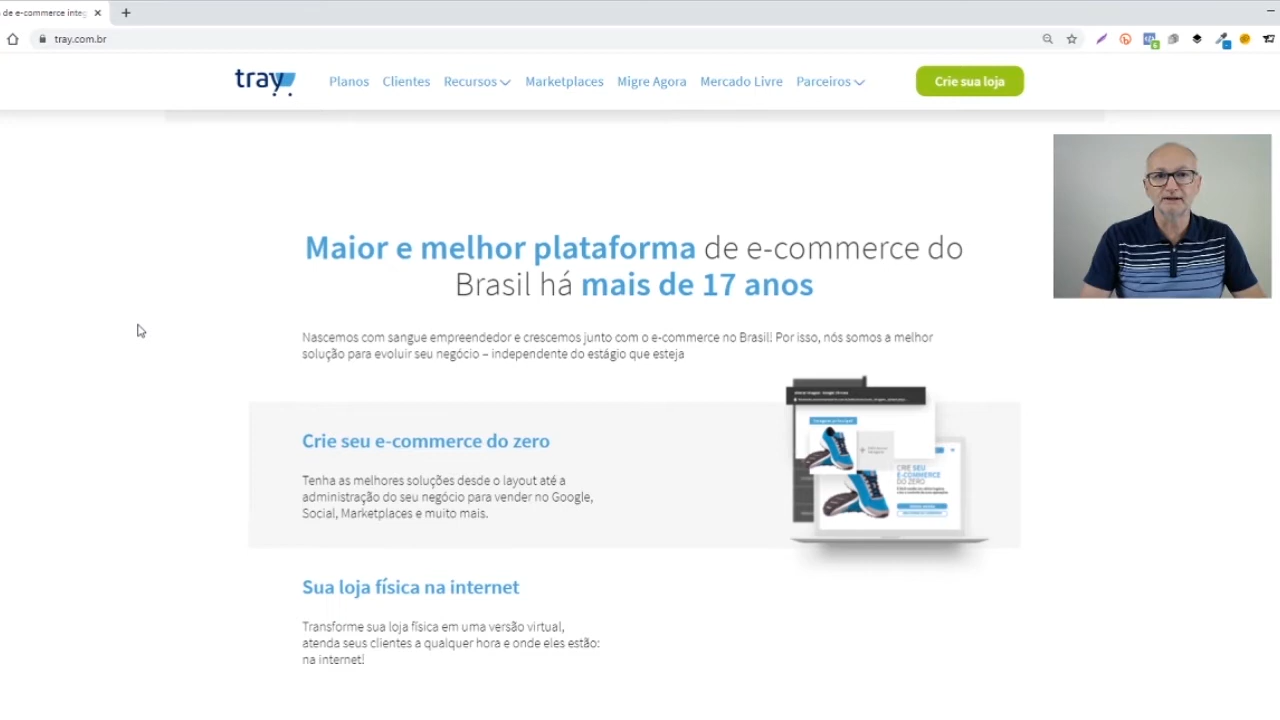 de e-commerce integ
tray.com.br
tray
Planos Clientes Recursos Marketplaces Migre Agora Mercado Livre Parceiros
Crie sua loja
Maior e melhor plataforma de e-commerce do
Brasil há mais de 17 anos
Nascemos com sangue empreendedor e crescemos junto com o e-commerce no Brasil! Por isso, nós somos a melhor
solução para evoluir seu negócio – independente do estágio que esteja
Crie seu e-commerce do zero
Tenha as melhores soluções desde o layout até a
administração do seu negócio para vender no Google,
Social, Marketplaces e muito mais.
CRIE SEU
E-COMMERCE
DO ZERO
Sua loja física na internet
Transforme sua loja física em uma versão virtual,
atenda seus clientes a qualquer hora e onde eles estão:
na internet!